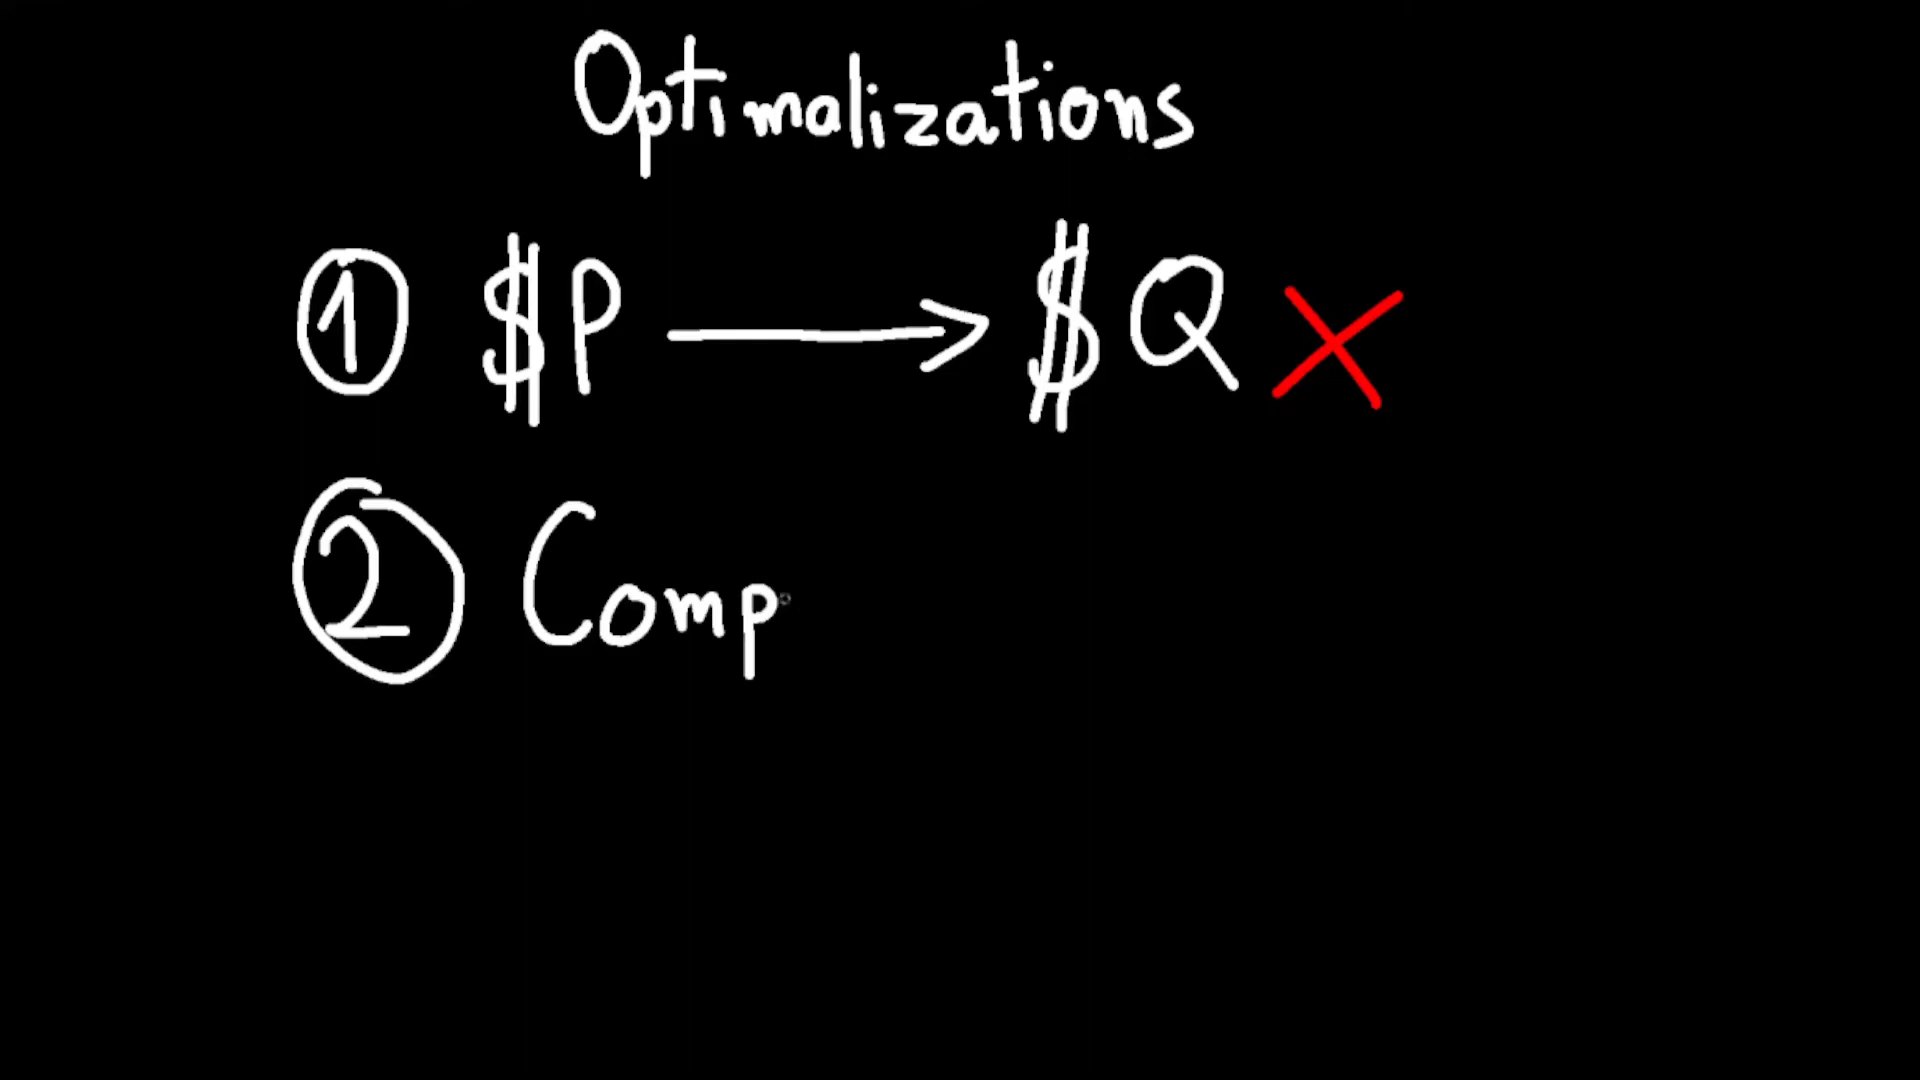 Optimalizations
① $P → $Q ✗
② Comp